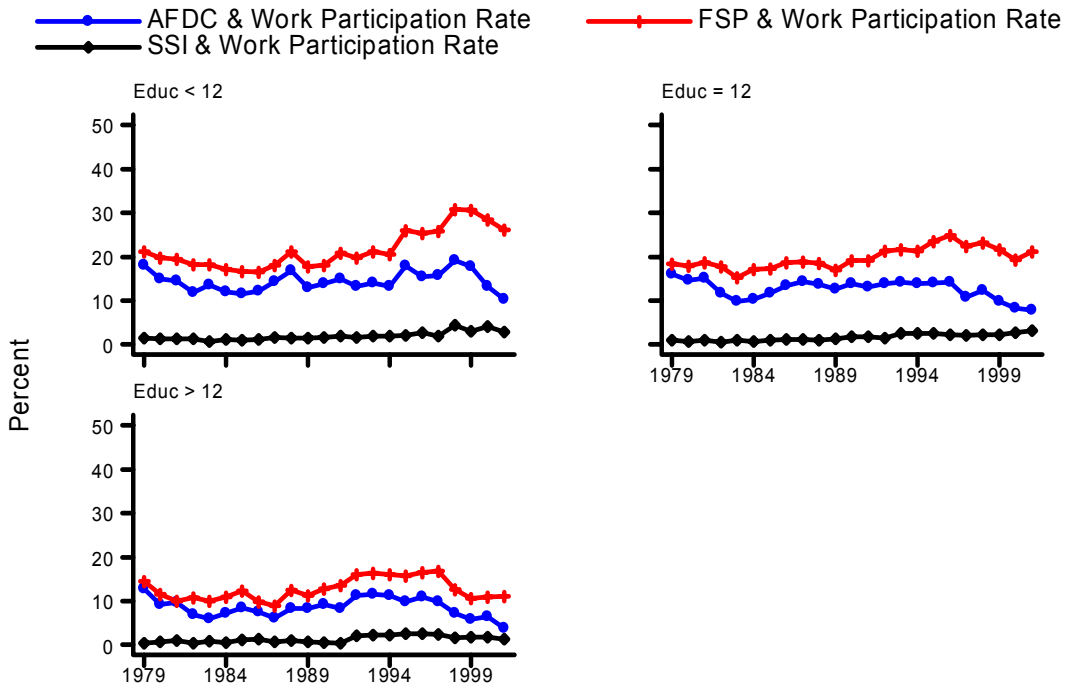 AFDC & Work Participation Rate
FSP & Work Participation Rate
SSI & Work Participation Rate
Educ < 12
Educ = 12
50
40
30
20
10
0
1979 1984 1989 1994 1999
Educ > 12
Percent
50
40
30
20
10
0
1979 1984 1989 1994 1999